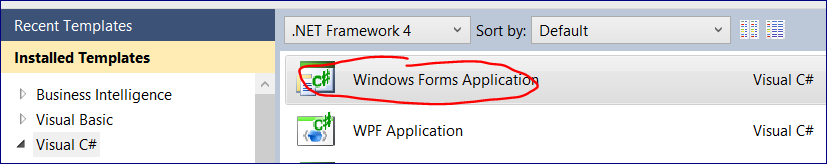 Recent Templates
Installed Templates
Business Intelligence
Visual Basic
Visual C#
.NET Framework 4 Sort by: Default
Windows Forms Application Visual C#
WPF Application Visual C#